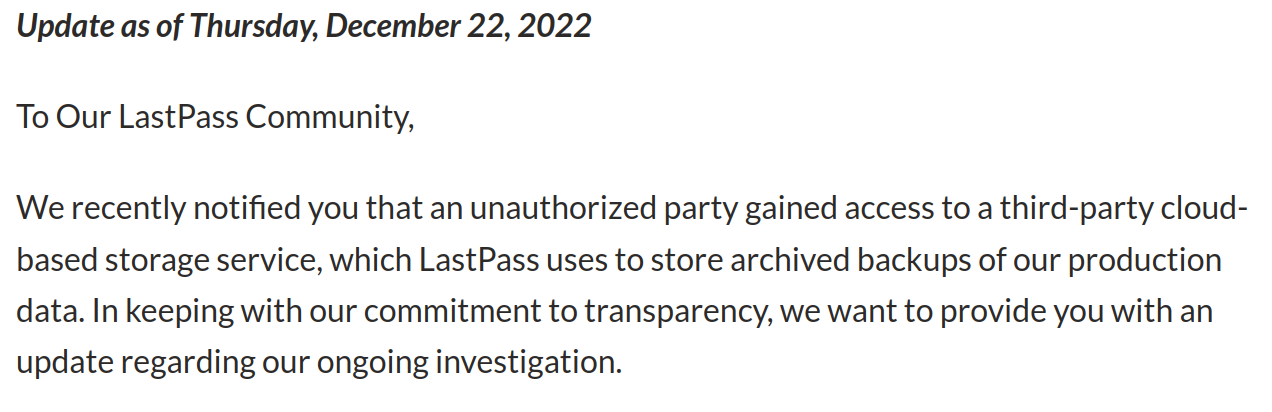 Update as of Thursday, December 22, 2022
To Our LastPass Community,
We recently notified you that an unauthorized party gained access to a third-party cloud-
based storage service, which LastPass uses to store archived backups of our production
data. In keeping with our commitment to transparency, we want to provide you with an
update regarding our ongoing investigation.